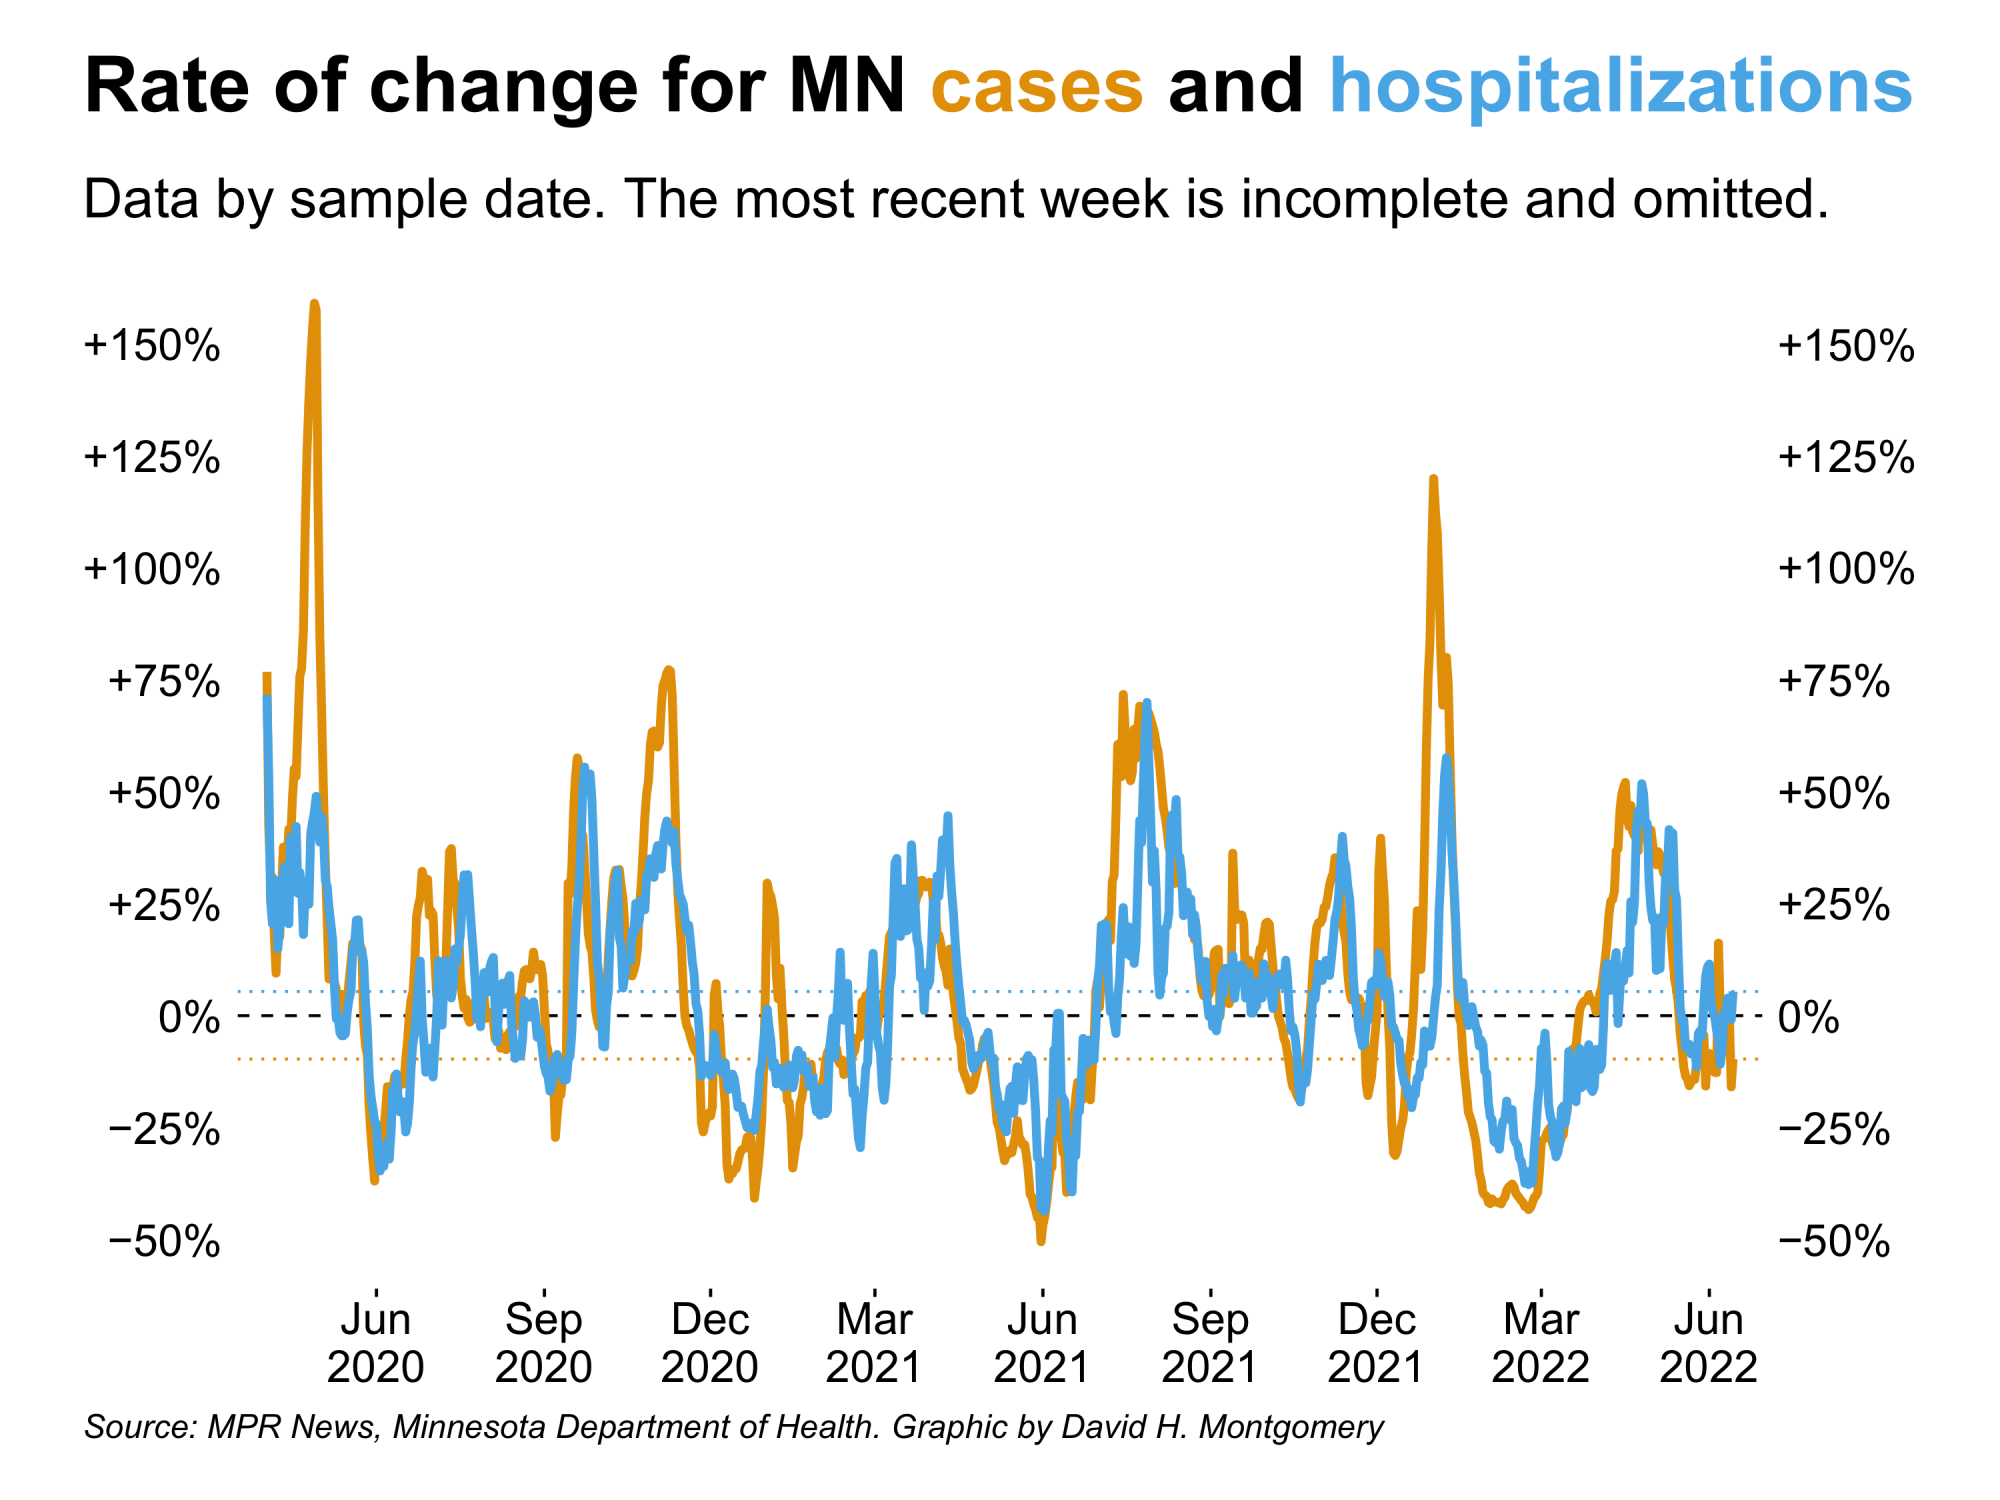 Rate of change for MN cases and hospitalizations
Data by sample date. The most recent week is incomplete and omitted.
+150% +150%
+125% +125%
+100% +100%
+75% +75%
+50% +50%
+25% +25%
0% 0%
−25% −25%
−50% −50%
Jun Sep Dec Mar Jun Sep Dec Mar Jun
2020 2020 2020 2021 2021 2021 2021 2022 2022
Source: MPR News, Minnesota Department of Health. Graphic by David H. Montgomery